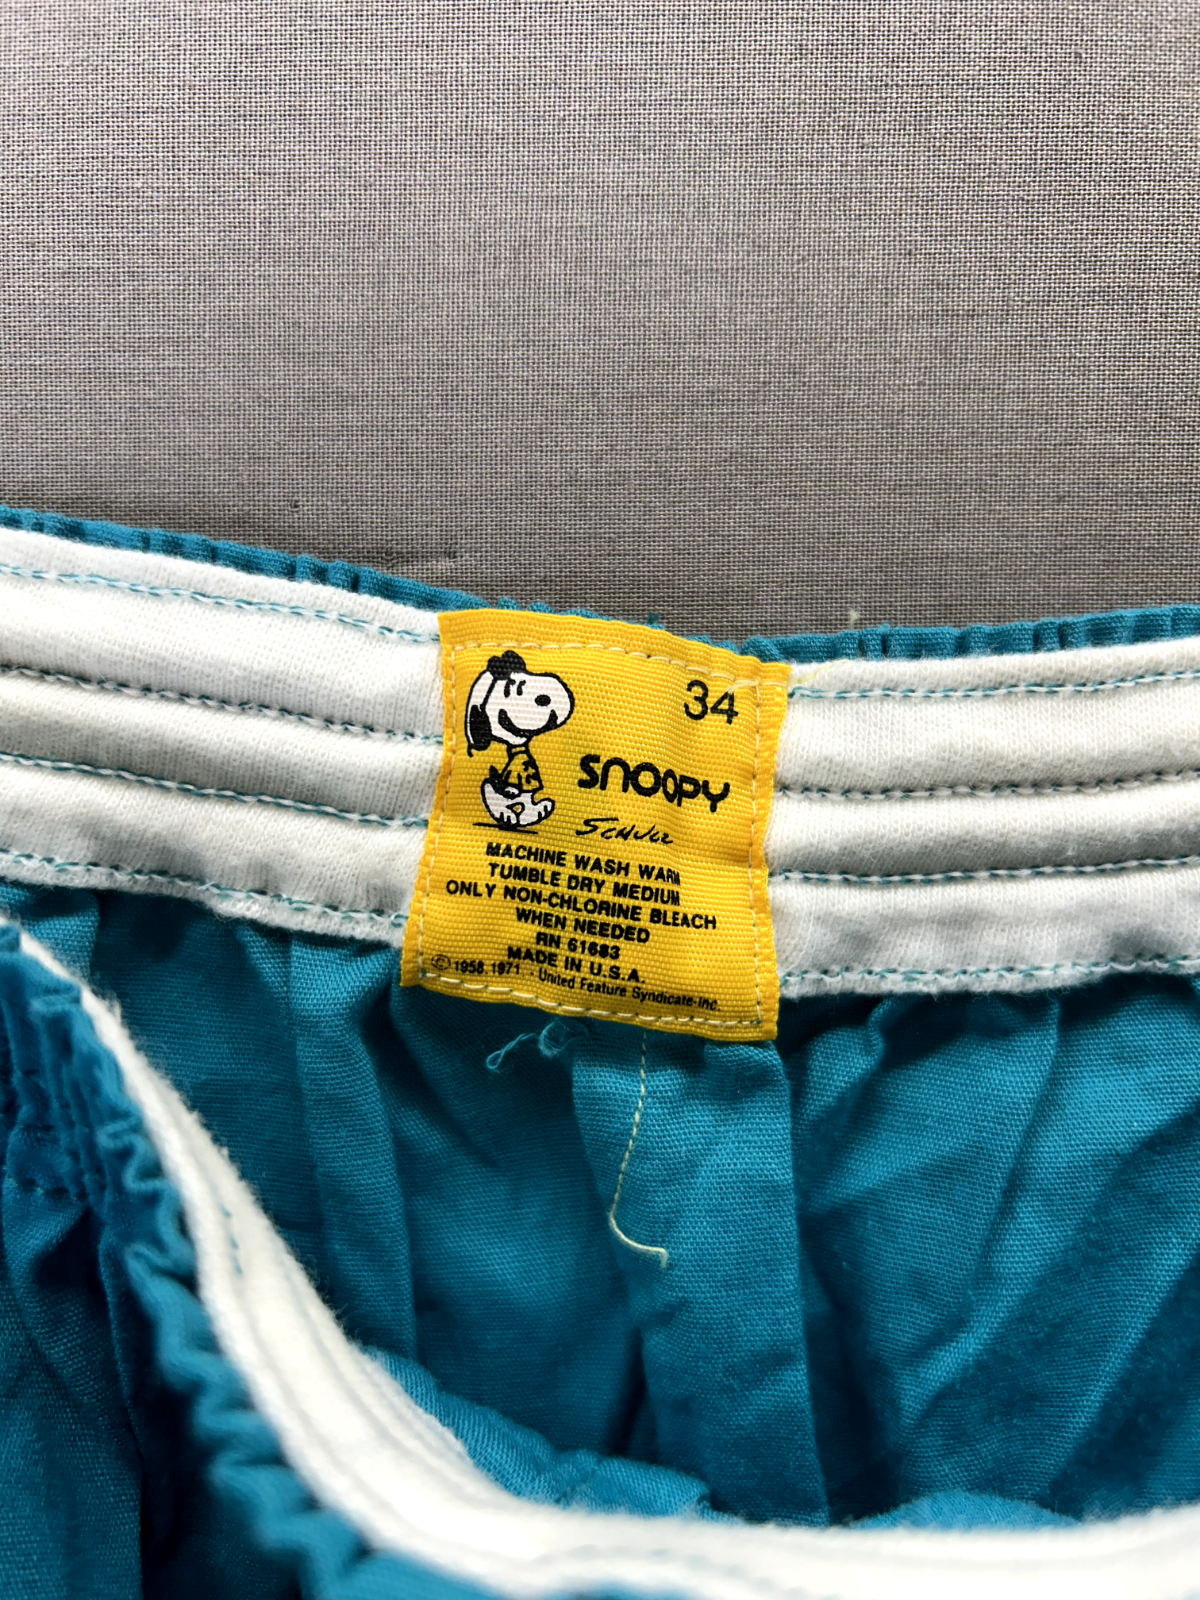 34
SNOOPY
SCHULZ
MACHINE WASH WARM
TUMBLE DRY MEDIUM
ONLY NON-CHLORINE BLEACH
WHEN NEEDED
RN 61683
MADE IN U.S.A.
© 1958, 1971 · United Feature Syndicate-Inc.